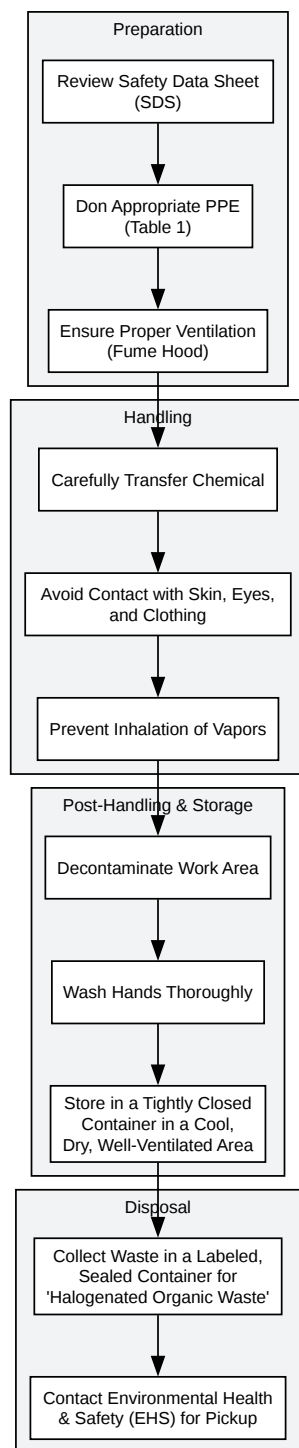 Preparation
Review Safety Data Sheet
(SDS)
Don Appropriate PPE
(Table 1)
Ensure Proper Ventilation
(Fume Hood)
Handling
Carefully Transfer Chemical
Avoid Contact with Skin, Eyes,
and Clothing
Prevent Inhalation of Vapors
Post-Handling & Storage
Decontaminate Work Area
Wash Hands Thoroughly
Store in a Tightly Closed
Container in a Cool,
Dry, Well-Ventilated Area
Disposal
Collect Waste in a Labeled,
Sealed Container for
'Halogenated Organic Waste'
Contact Environmental Health
& Safety (EHS) for Pickup